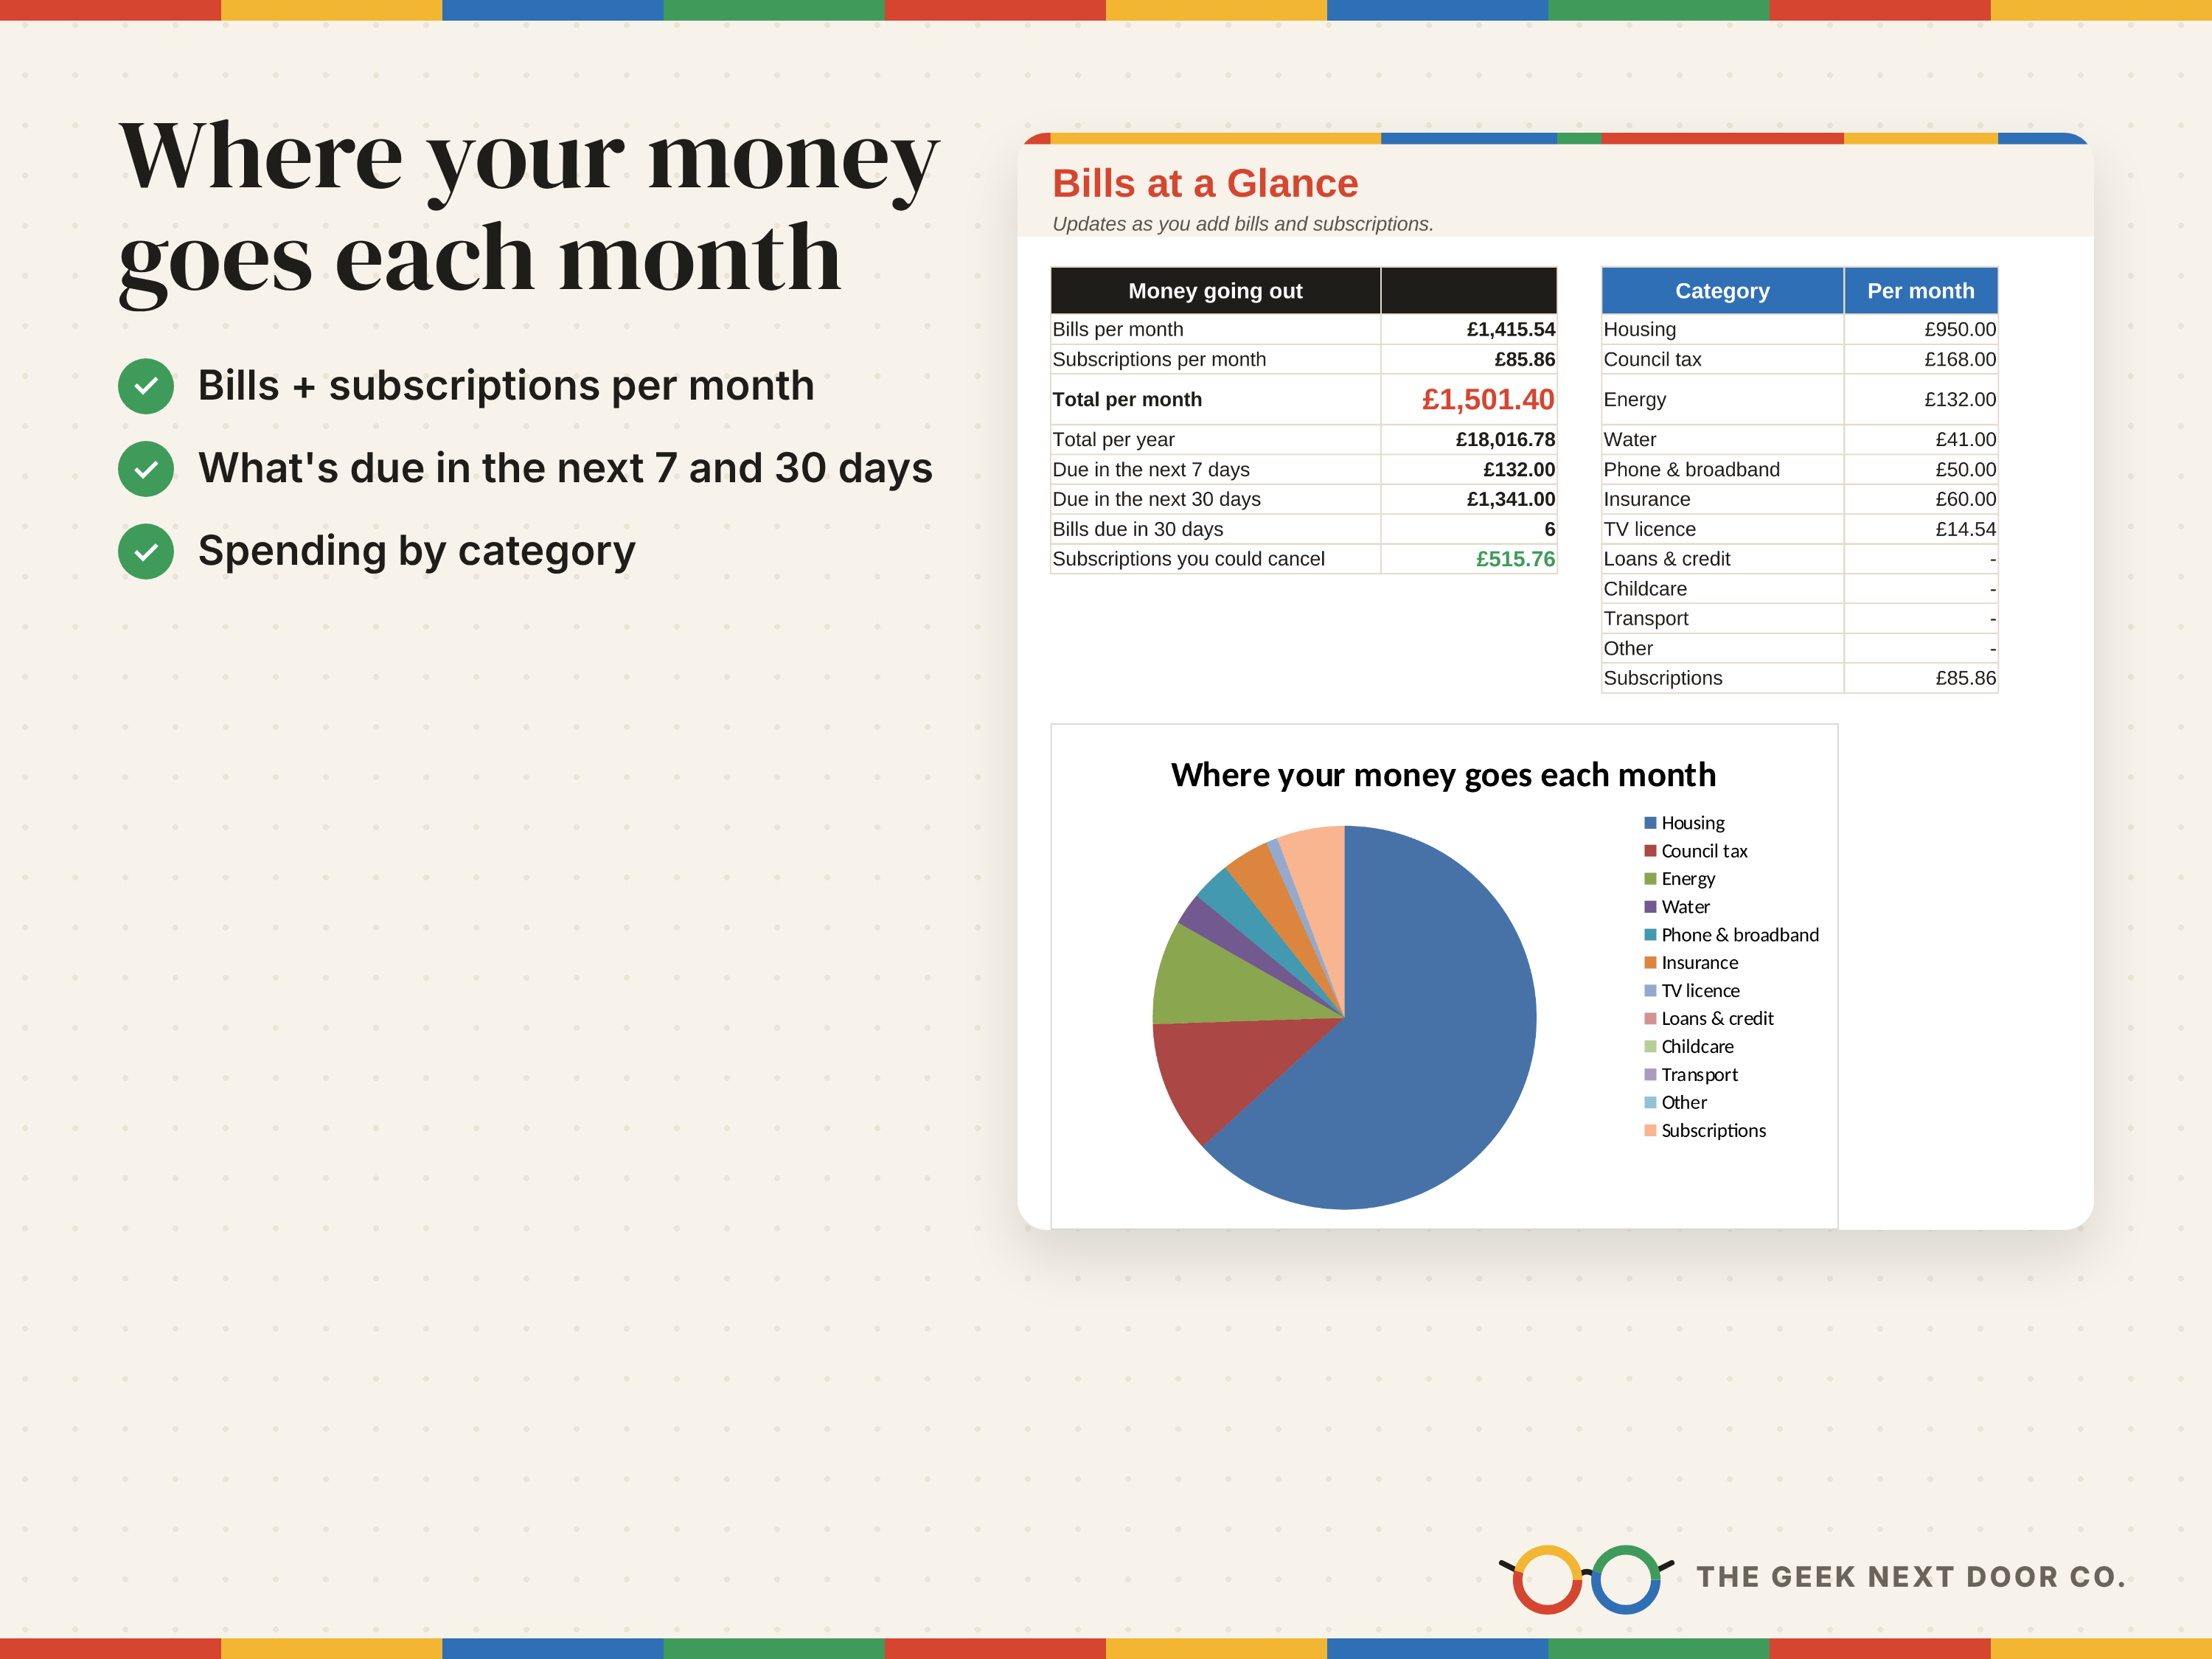 Where your money
goes each month
Bills + subscriptions per month
What's due in the next 7 and 30 days
Spending by category
Bills at a Glance
Updates as you add bills and subscriptions.
Money going out
Bills per month £1,415.54
Subscriptions per month £85.86
Total per month £1,501.40
Total per year £18,016.78
Due in the next 7 days £132.00
Due in the next 30 days £1,341.00
Bills due in 30 days 6
Subscriptions you could cancel £515.76
Category Per month
Housing £950.00
Council tax £168.00
Energy £132.00
Water £41.00
Phone & broadband £50.00
Insurance £60.00
TV licence £14.54
Loans & credit -
Childcare -
Transport -
Other -
Subscriptions £85.86
Where your money goes each month
Housing
Council tax
Energy
Water
Phone & broadband
Insurance
TV licence
Loans & credit
Childcare
Transport
Other
Subscriptions
THE GEEK NEXT DOOR CO.